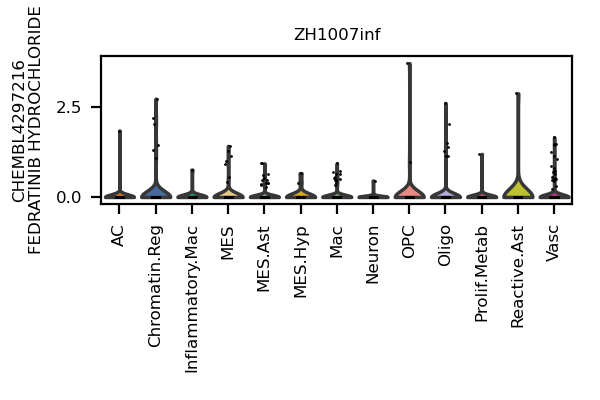 ZH1007inf
CHEMBL4297216
FEDRATINIB HYDROCHLORIDE
2.5
0.0
AC
Chromatin.Reg
Inflammatory.Mac
MES
MES.Ast
MES.Hyp
Mac
Neuron
OPC
Oligo
Prolif.Metab
Reactive.Ast
Vasc